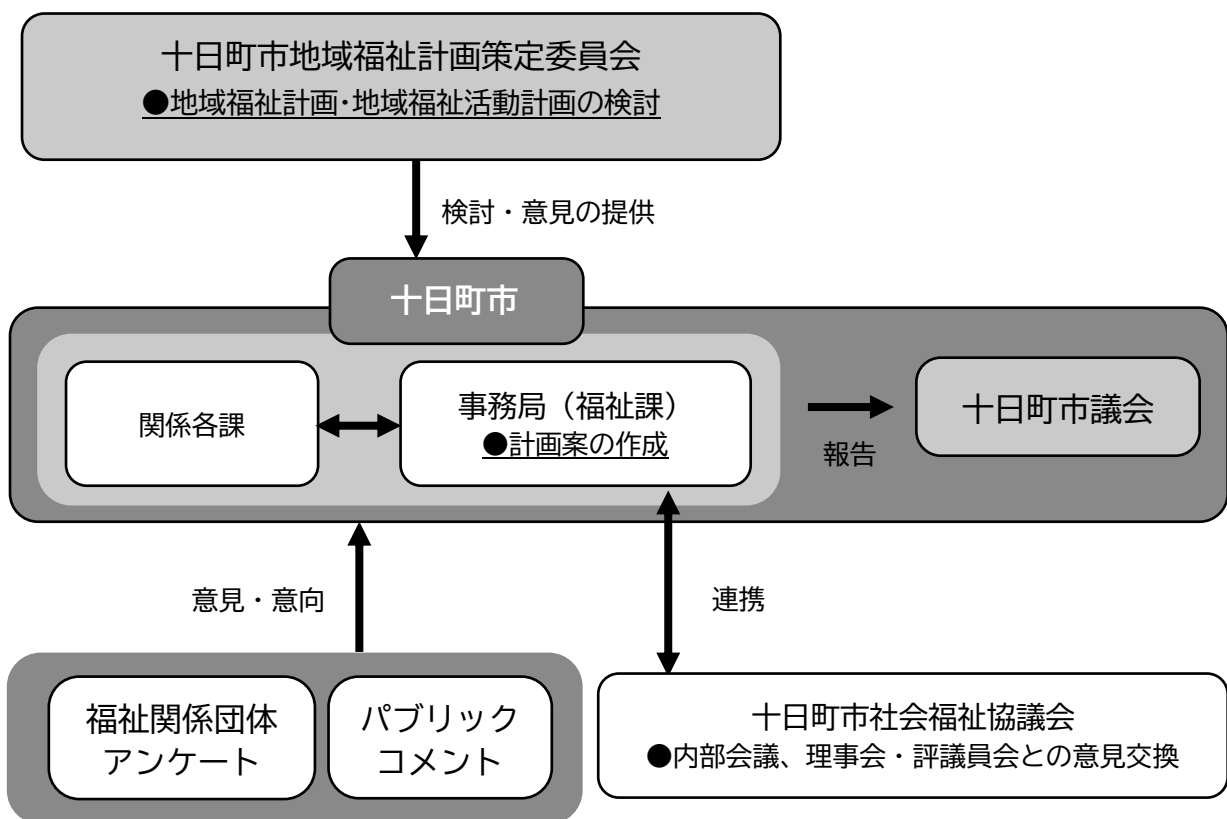 十日町市地域福祉計画策定委員会
●地域福祉計画･地域福祉活動計画の検討
検討・意見の提供
十日町市
関係各課
事務局（福祉課）
●計画案の作成
報告
十日町市議会
意見・意向
連携
福祉関係団体
アンケート
パブリック
コメント
十日町市社会福祉協議会
●内部会議、理事会・評議員会との意見交換